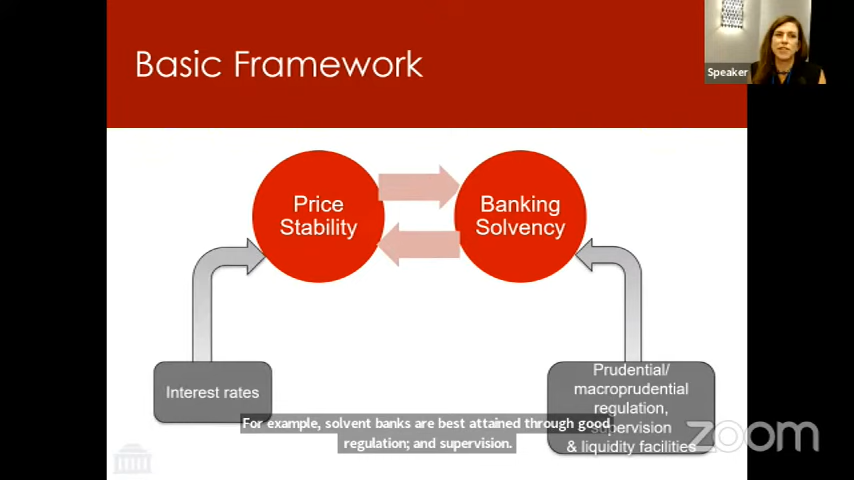 Basic Framework
Speaker
Price
Stability
Banking
Solvency
Interest rates
Prudential/
macroprudential
regulation,
supervision
& liquidity facilities
For example, solvent banks are best attained through good
regulation; and supervision.
zoom